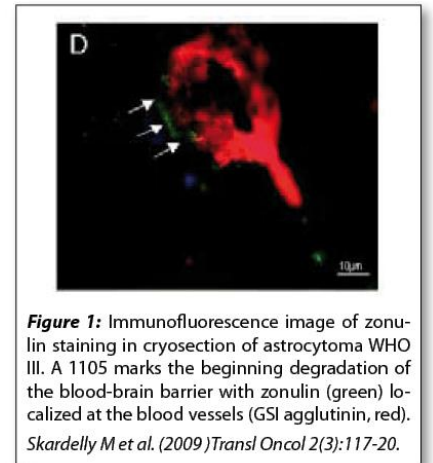 D
10µm
Figure 1: Immunofluorescence image of zonu-
lin staining in cryosection of astrocytoma WHO
III. A 1105 marks the beginning degradation of
the blood-brain barrier with zonulin (green) lo-
calized at the blood vessels (GSI agglutinin, red).
Skardelly M et al. (2009 )Transl Oncol 2(3):117-20.